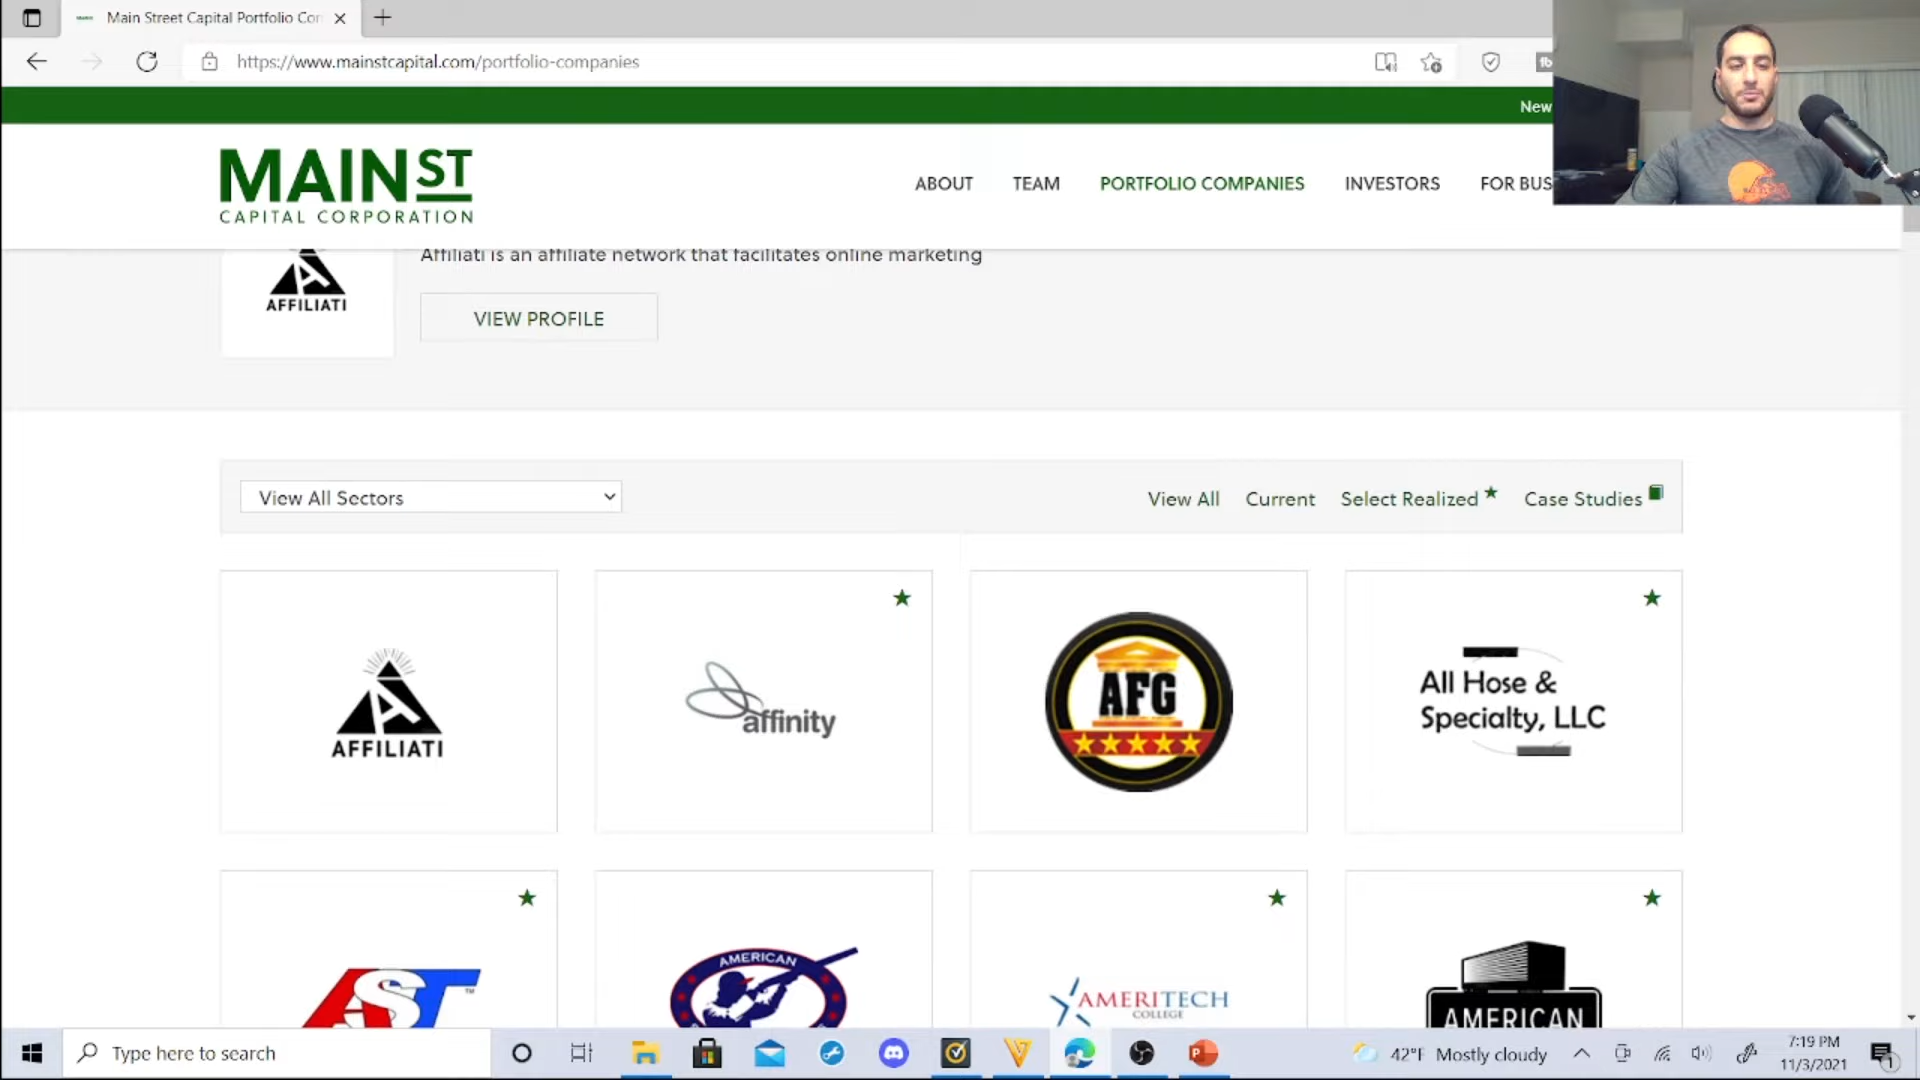 Main Street Capital Portfolio Cor
https://www.mainstcapital.com/portfolio-companies
New
MAIN ST
CAPITAL CORPORATION
ABOUT
TEAM
PORTFOLIO COMPANIES
INVESTORS
FOR BUS
AFFILIATI
Affiliati is an affiliate network that facilitates online marketing
VIEW PROFILE
View All Sectors
View All
Current
Select Realized
Case Studies
AFFILIATI
affinity
AFG
All Hose &
Specialty, LLC
AST
TM
AMERICAN
AMERITECH
COLLEGE
AMERICAN
Type here to search
42°F Mostly cloudy
7:19 PM
11/3/2021
1